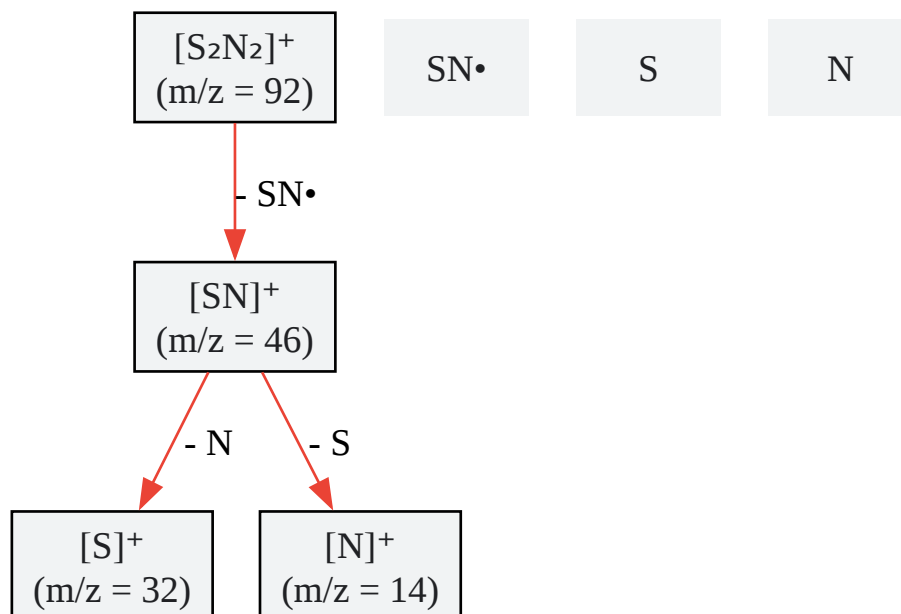 [S₂N₂]⁺
(m/z = 92)
SN•
S
N
- SN•
[SN]⁺
(m/z = 46)
- N
- S
[S]⁺
(m/z = 32)
[N]⁺
(m/z = 14)